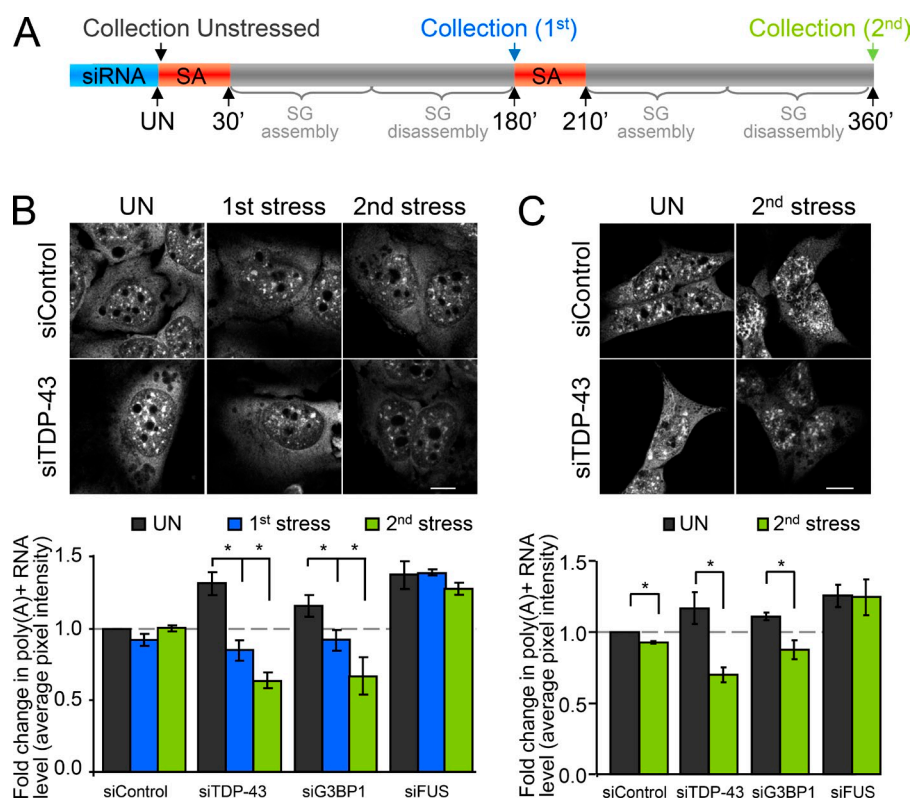 A
Collection Unstressed
Collection (1st)
Collection (2nd)
siRNA
SA
SA
UN
30’
SG assembly
SG disassembly
180’
210’
SG assembly
SG disassembly
360’
B
UN
1st stress
2nd stress
siControl
siTDP-43
UN
1st stress
2nd stress
Fold change in poly(A)+ RNA
level (average pixel intensity)
1.5
1.0
0.5
0.0
*
*
*
*
siControl
siTDP-43
siG3BP1
siFUS
C
UN
2nd stress
siControl
siTDP-43
UN
2nd stress
Fold change in poly(A)+ RNA
level (average pixel intensity)
1.5
1.0
0.5
0.0
*
*
*
siControl
siTDP-43
siG3BP1
siFUS